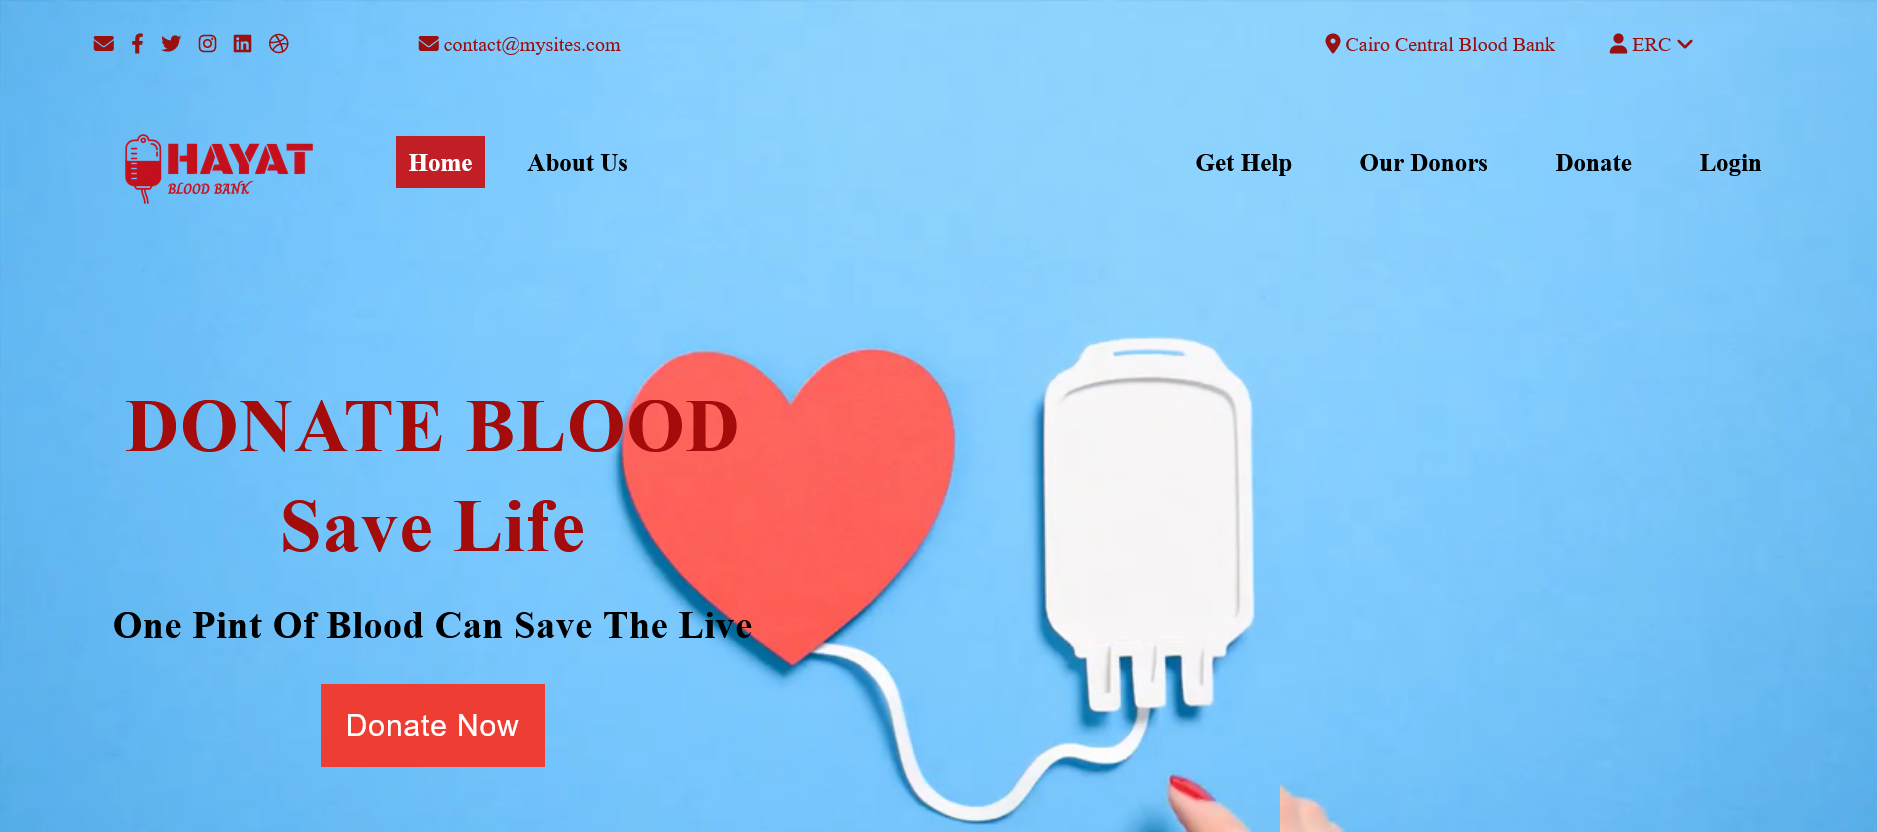 contact@mysites.com
Cairo Central Blood Bank
ERC
HAYAT
BLOOD BANK
Home
About Us
Get Help
Our Donors
Donate
Login
DONATE BLOOD
Save Life
One Pint Of Blood Can Save The Live
Donate Now